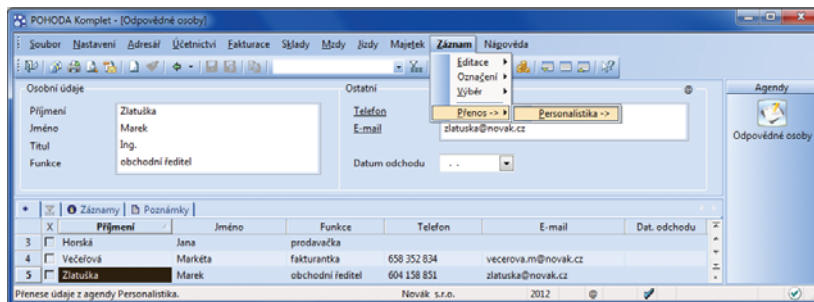 POHODA Komplet - [Odpovědné osoby]
Soubor Nastavení Adresář Účetnictví Fakturace Sklady Mzdy Jízdy Majetek Záznam Nápověda
Editace
Označení
Výběr
Přenos -> Personalistika ->
Osobní údaje Ostatní @ Agendy
Příjmení Zlatuška Telefon
Jméno Marek E-mail zlatuska@novak.cz Odpovědné osoby
Titul Ing.
Funkce obchodní ředitel Datum odchodu . .
* Záznamy Poznámky
X Příjmení Jméno Funkce Telefon E-mail Dat. odchodu
3 Horská Jana prodavačka
4 Večeřová Markéta fakturantka 658 352 834 vecerova.m@novak.cz
5 Zlatuška Marek obchodní ředitel 604 158 851 zlatuska@novak.cz
Přenese údaje z agendy Personalistika. Novák s.r.o. 2012 @